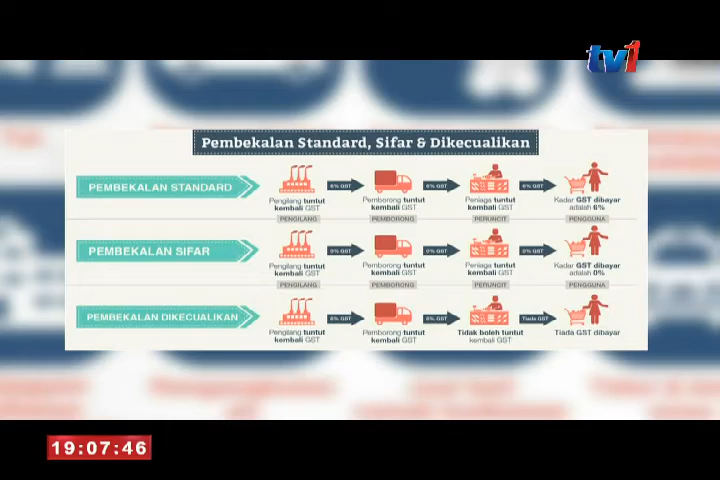 tv1
Pembekalan Standard, Sifar & Dikecualikan
PEMBEKALAN STANDARD
6% GST
6% GST
6% GST
Pengilang tuntut
kembali GST
Pemborong tuntut
kembali GST
Peniaga tuntut
kembali GST
Kadar GST dibayar
adalah 6%
PENGILANG
PEMBORONG
PERUNCIT
PENGGUNA
PEMBEKALAN SIFAR
0% GST
0% GST
0% GST
Pengilang tuntut
kembali GST
Pemborong tuntut
kembali GST
Peniaga tuntut
kembali GST
Kadar GST dibayar
adalah 0%
PENGILANG
PEMBORONG
PERUNCIT
PENGGUNA
PEMBEKALAN DIKECUALIKAN
6% GST
6% GST
Tiada GST
Pengilang tuntut
kembali GST
Pemborong tuntut
kembali GST
Tidak boleh tuntut
kembali GST
Tiada GST dibayar
19:07:46